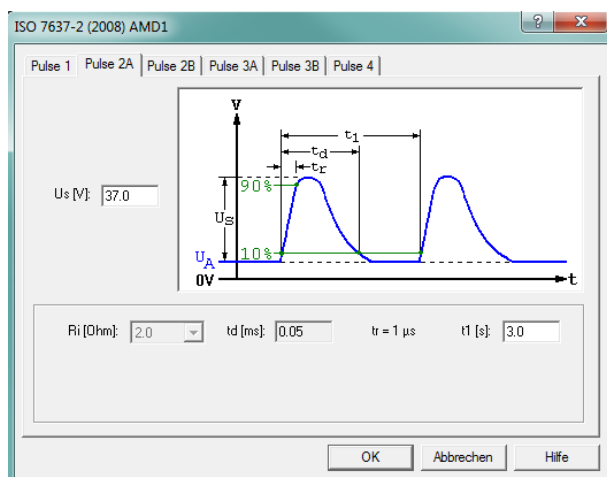 ISO 7637-2 (2008) AMD1
Pulse 1 Pulse 2A Pulse 2B Pulse 3A Pulse 3B Pulse 4
V
t1
td
tr
90%
Us [V]: 37.0
US
10%
UA
0V
t
Ri [Ohm]: 2.0 td [ms]: 0.05 tr = 1 µs t1 [s]: 3.0
OK Abbrechen Hilfe